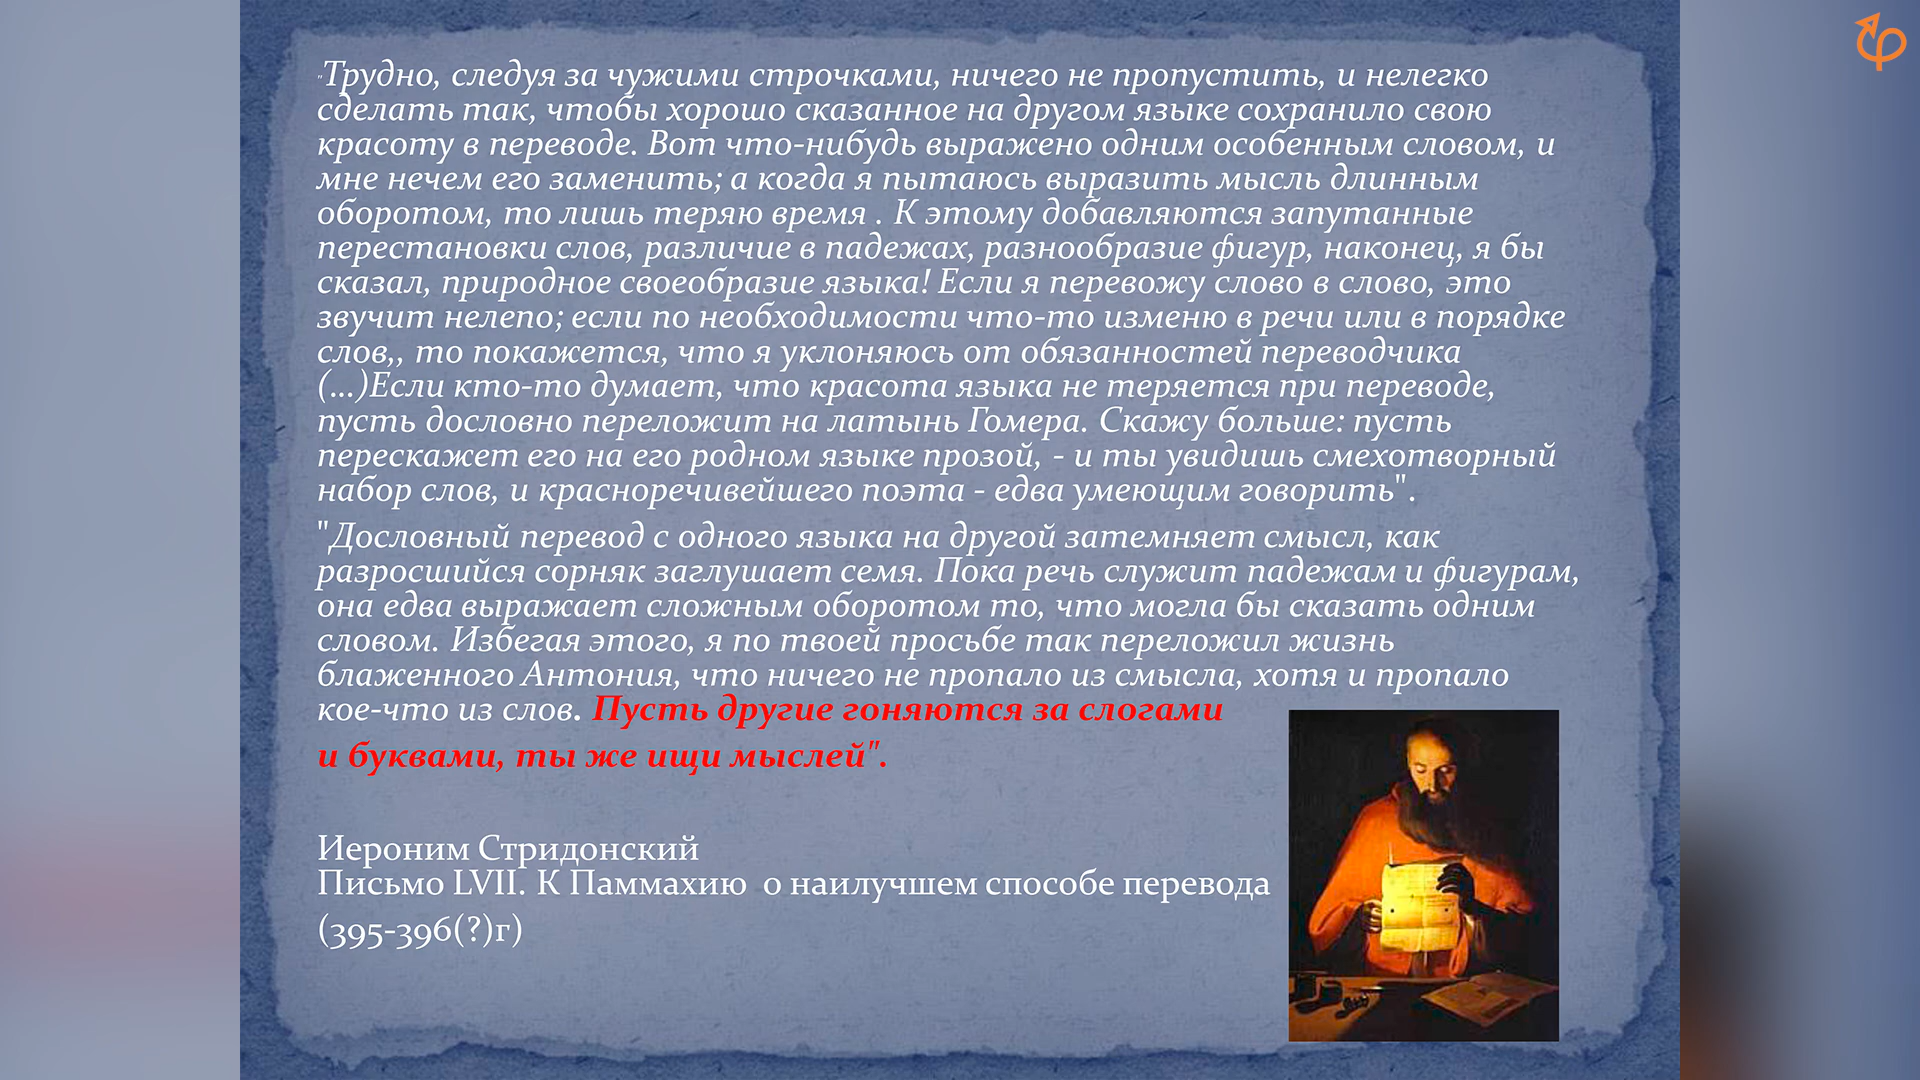 "Трудно, следуя за чужими строчками, ничего не пропустить, и нелегко
сделать так, чтобы хорошо сказанное на другом языке сохранило свою
красоту в переводе. Вот что-нибудь выражено одним особенным словом, и
мне нечем его заменить; а когда я пытаюсь выразить мысль длинным
оборотом, то лишь теряю время . К этому добавляются запутанные
перестановки слов, различие в падежах, разнообразие фигур, наконец, я бы
сказал, природное своеобразие языка! Если я перевожу слово в слово, это
звучит нелепо; если по необходимости что-то изменю в речи или в порядке
слов,, то покажется, что я уклоняюсь от обязанностей переводчика
(...)Если кто-то думает, что красота языка не теряется при переводе,
пусть дословно переложит на латынь Гомера. Скажу больше: пусть
перескажет его на его родном языке прозой, - и ты увидишь смехотворный
набор слов, и красноречивейшего поэта - едва умеющим говорить".
"Дословный перевод с одного языка на другой затемняет смысл, как
разросшийся сорняк заглушает семя. Пока речь служит падежам и фигурам,
она едва выражает сложным оборотом то, что могла бы сказать одним
словом. Избегая этого, я по твоей просьбе так переложил жизнь
блаженного Антония, что ничего не пропало из смысла, хотя и пропало
кое-что из слов. Пусть другие гоняются за слогами
и буквами, ты же ищи мыслей".
Иероним Стридонский
Письмо LVII. К Паммахию о наилучшем способе перевода
(395-396(?)г)